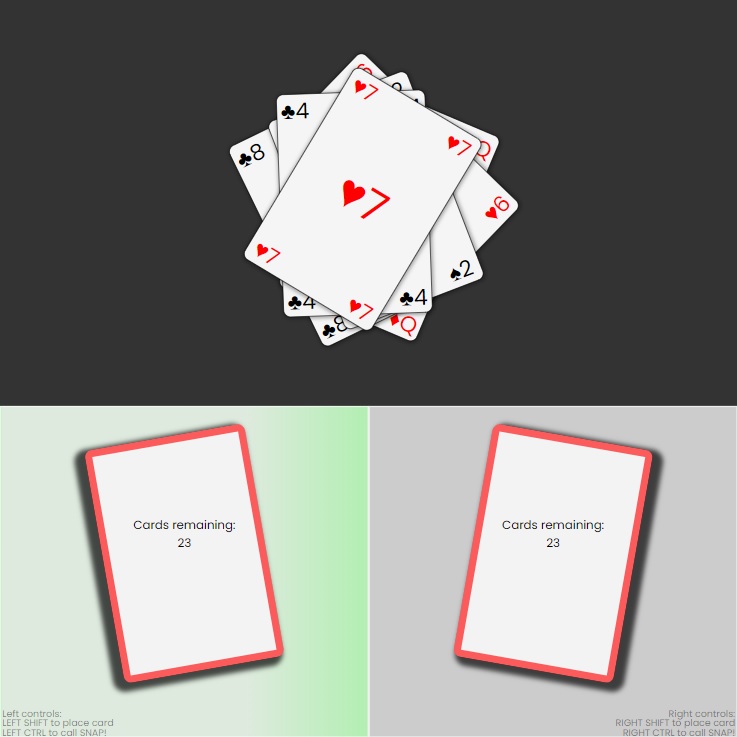 ♥7
♥7
♥7
♥7
♥7
♣4
♣4
♣4
♣8
♣8
Q
♦Q
♥6
♠2
Cards remaining:
23
Cards remaining:
23
Left controls:
LEFT SHIFT to place card
LEFT CTRL to call SNAP!
Right controls:
RIGHT SHIFT to place card
RIGHT CTRL to call SNAP!